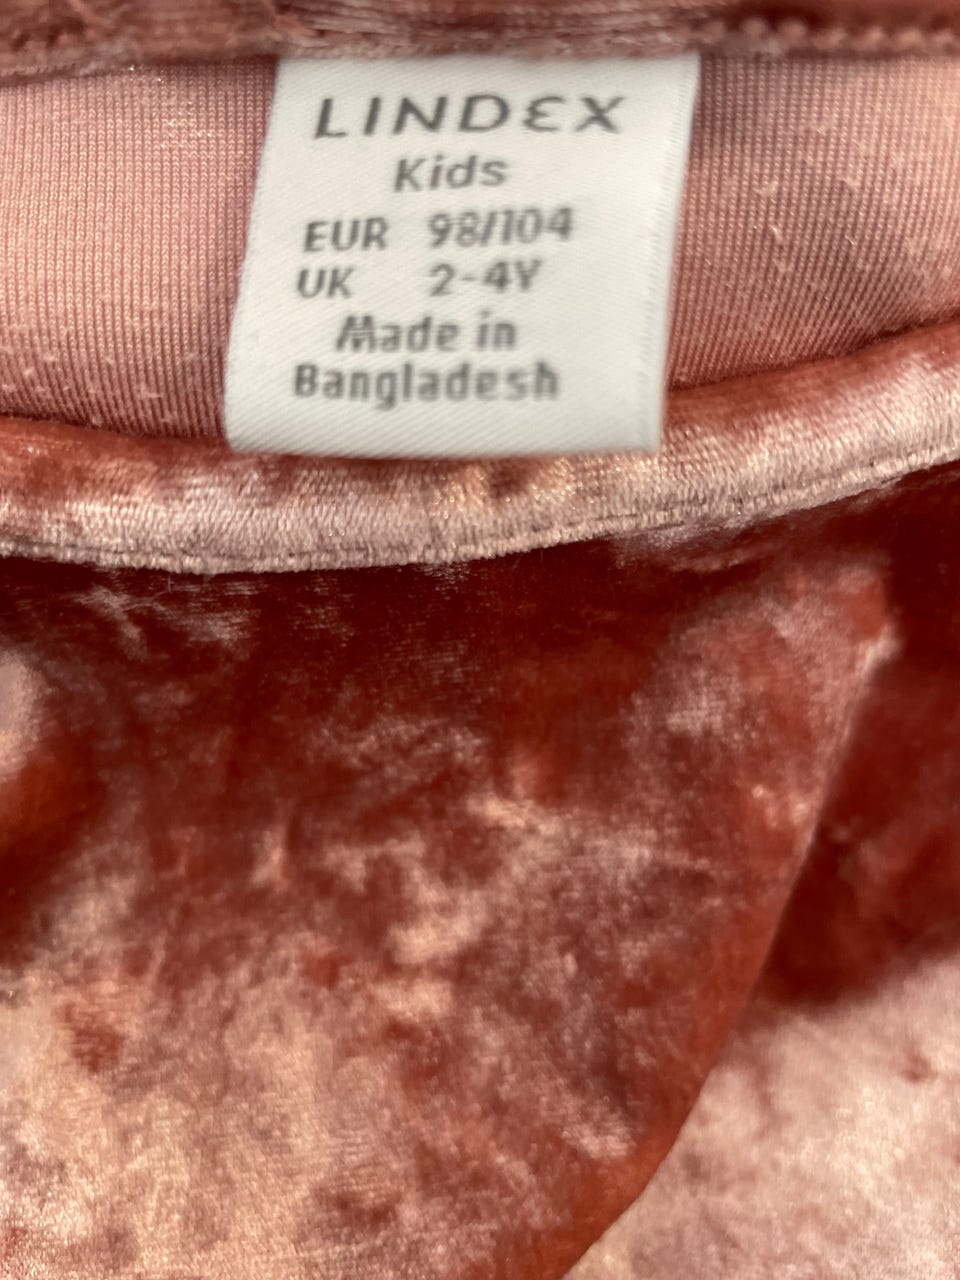 LINDEX
Kids
EUR 98/104
UK 2-4Y
Made in
Bangladesh